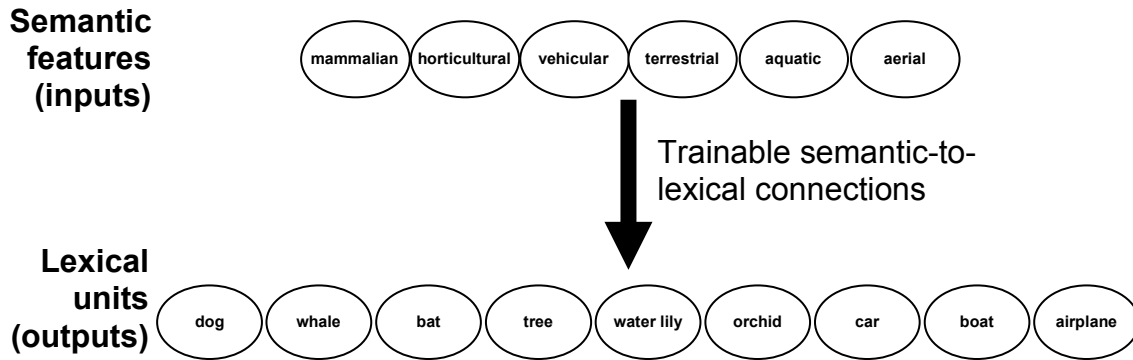 Semantic
features
(inputs)
mammalian horticultural vehicular terrestrial aquatic aerial
Trainable semantic-to-
lexical connections
Lexical
units
(outputs)
dog whale bat tree water lily orchid car boat airplane